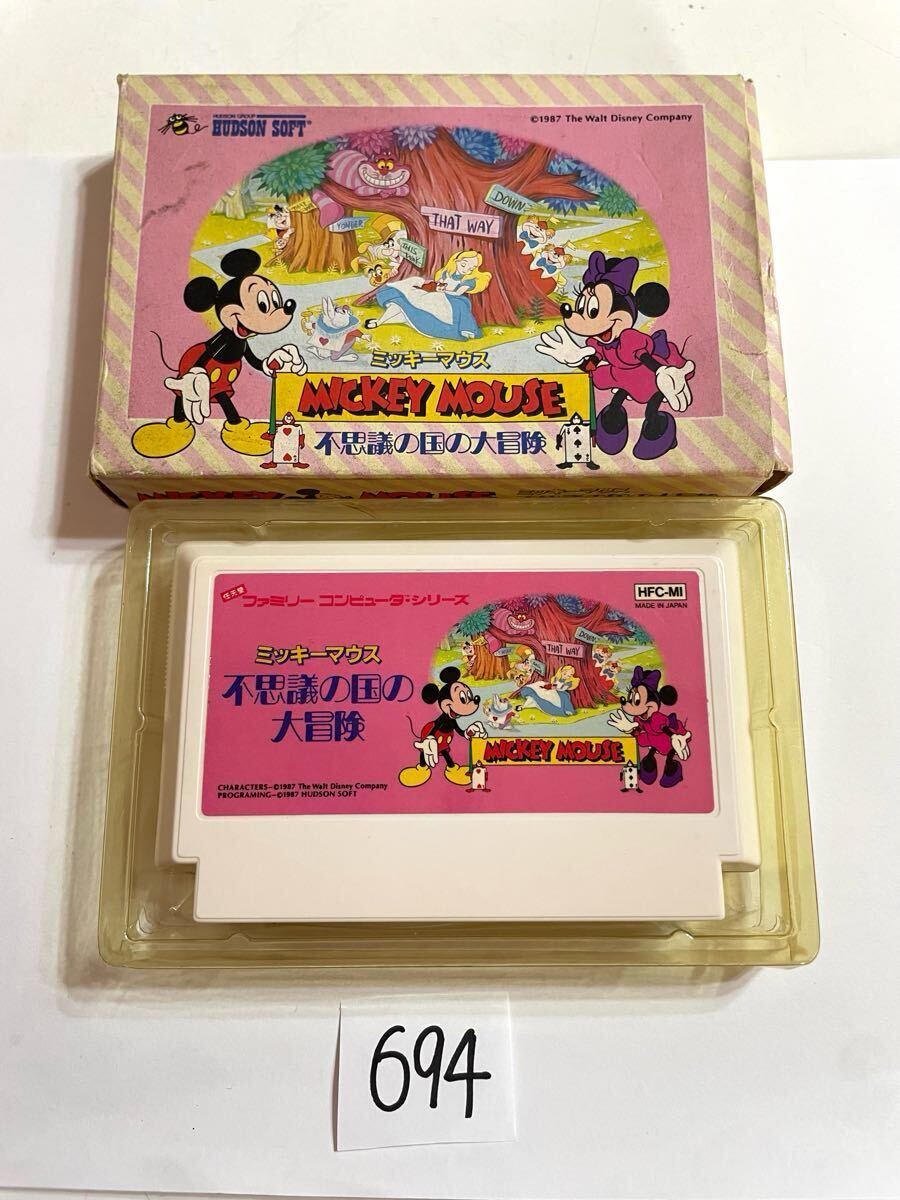 HUDSON GROUP
HUDSON SOFT
©1987 The Walt Disney Company
YONDER
THAT WAY
DOWN
THIS
ミッキーマウス
MICKEY MOUSE
不思議の国の大冒険
MICKEY MOUSE
任天堂
ファミリー コンピュータ・シリーズ
HFC-MI
MADE IN JAPAN
ミッキーマウス
不思議の国の
大冒険
DOWN
THAT WAY
MICKEY MOUSE
CHARACTERS-©1987 The Walt Disney Company
PROGRAMING-©1987 HUDSON SOFT
694